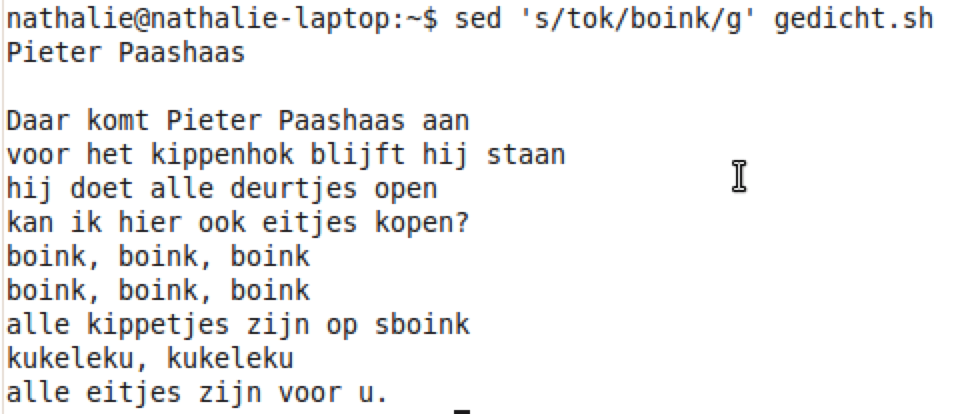 nathalie@nathalie-laptop:~$ sed 's/tok/boink/g' gedicht.sh
Pieter Paashaas

Daar komt Pieter Paashaas aan
voor het kippenhok blijft hij staan
hij doet alle deurtjes open
kan ik hier ook eitjes kopen?
boink, boink, boink
boink, boink, boink
alle kippetjes zijn op sboink
kukeleku, kukeleku
alle eitjes zijn voor u.